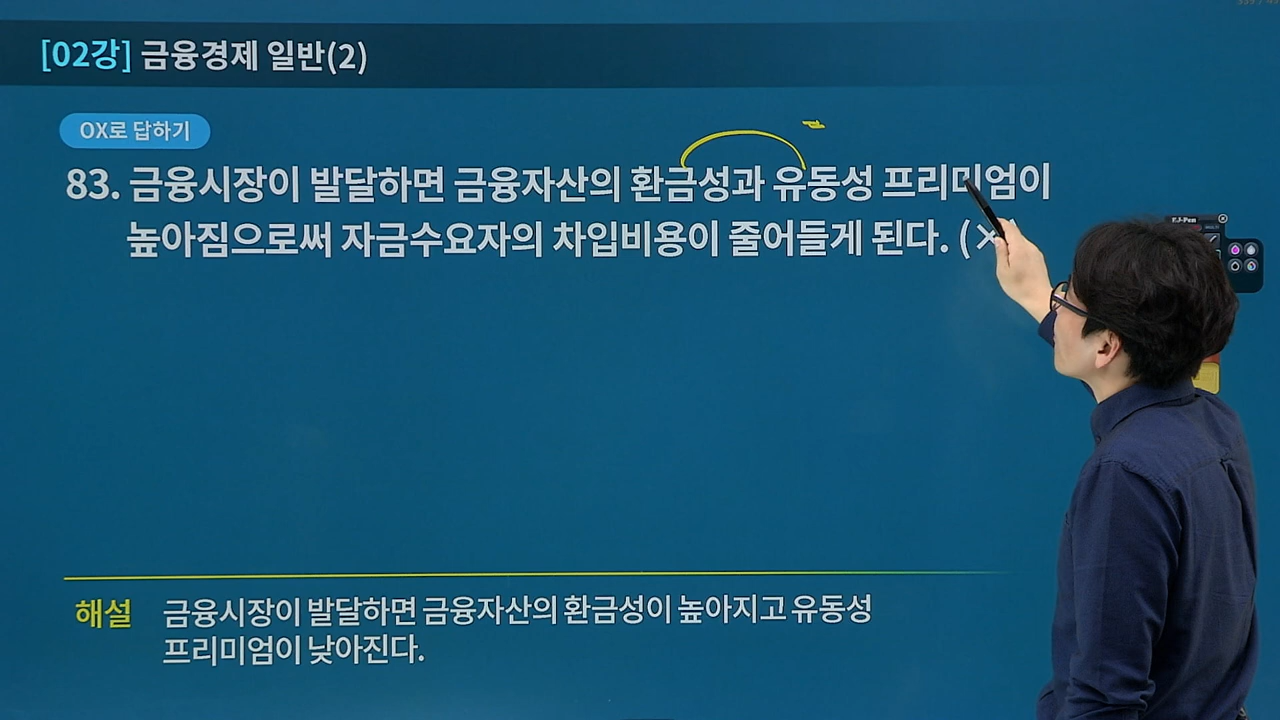 [02강] 금융경제 일반(2)
OX로 답하기
83. 금융시장이 발달하면 금융자산의 환금성과 유동성 프리미엄이
높아짐으로써 자금수요자의 차입비용이 줄어들게 된다. (×
해설 금융시장이 발달하면 금융자산의 환금성이 높아지고 유동성
프리미엄이 낮아진다.
EJ-Pen